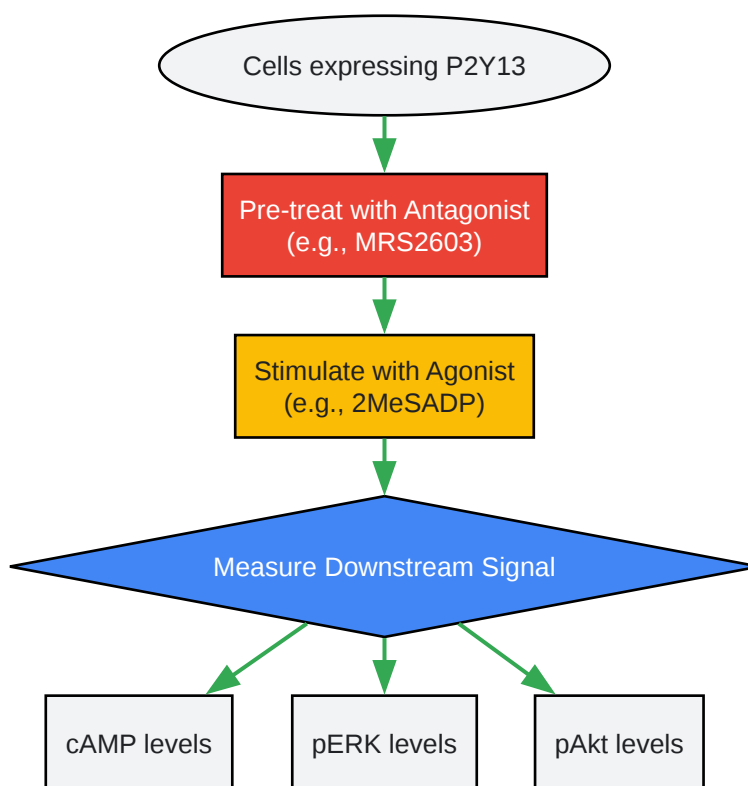 Cells expressing P2Y13
Pre-treat with Antagonist
(e.g., MRS2603)
Stimulate with Agonist
(e.g., 2MeSADP)
Measure Downstream Signal
cAMP levels
pERK levels
pAkt levels